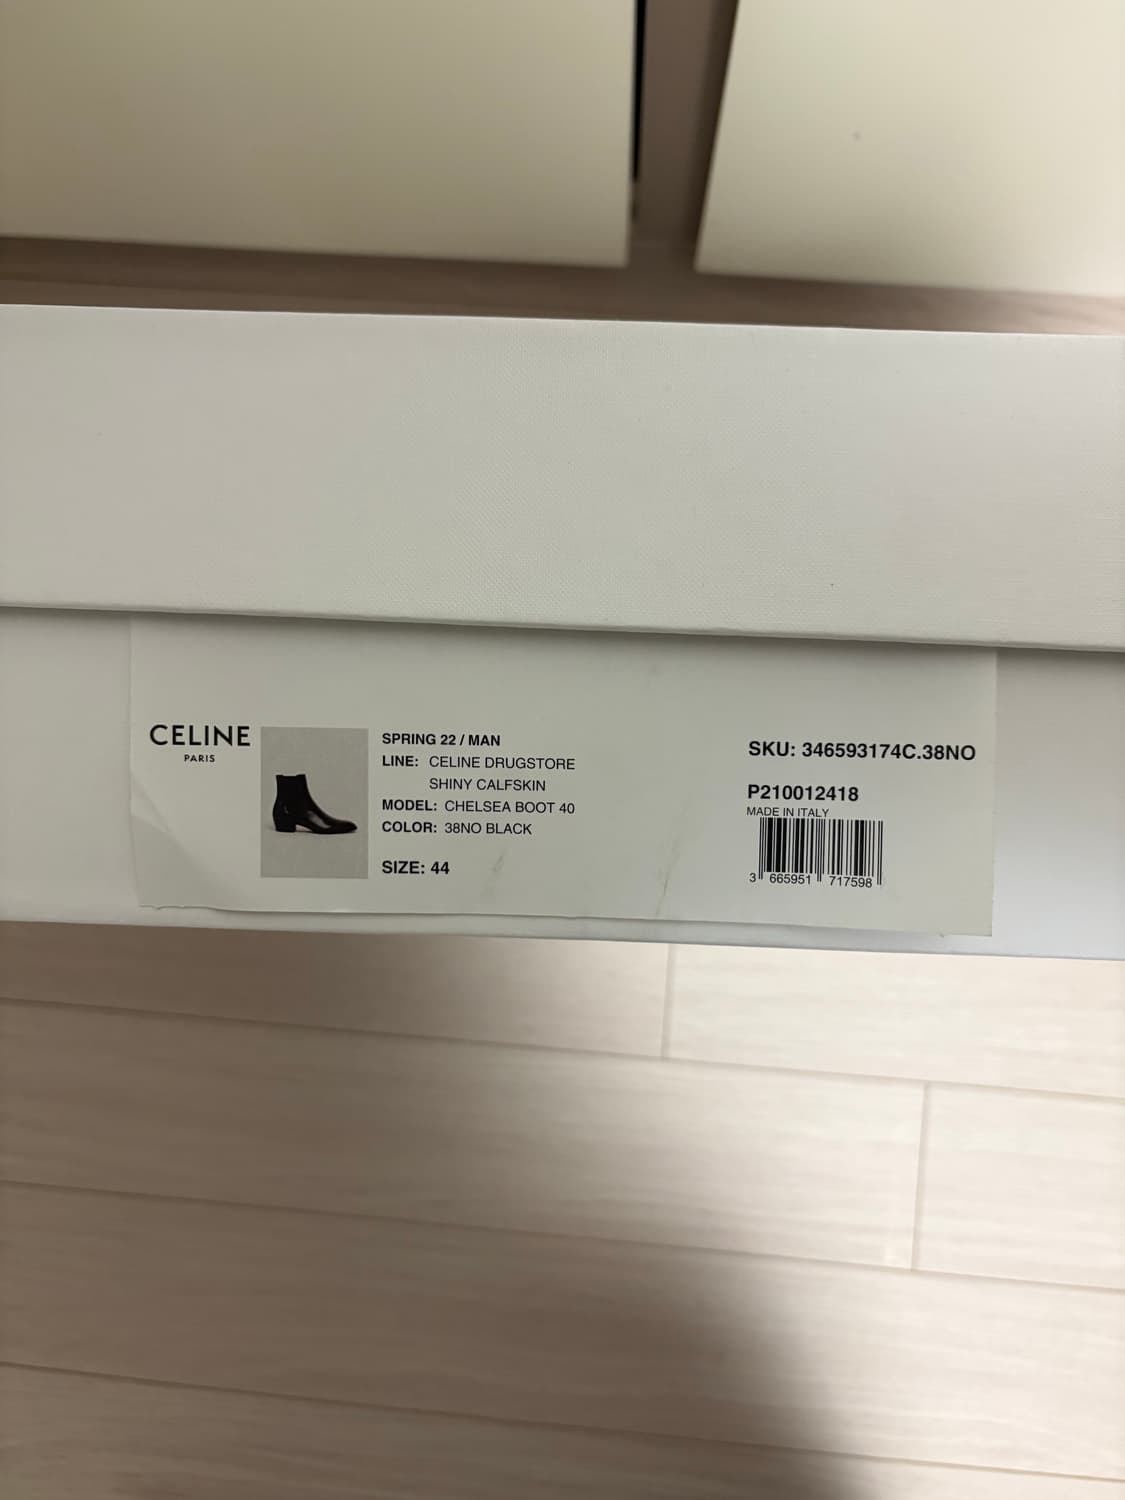 CELINE
PARIS
SPRING 22 / MAN
LINE: CELINE DRUGSTORE
SHINY CALFSKIN
MODEL: CHELSEA BOOT 40
COLOR: 38NO BLACK
SIZE: 44
SKU: 346593174C.38NO
P210012418
MADE IN ITALY
3 665951 717598